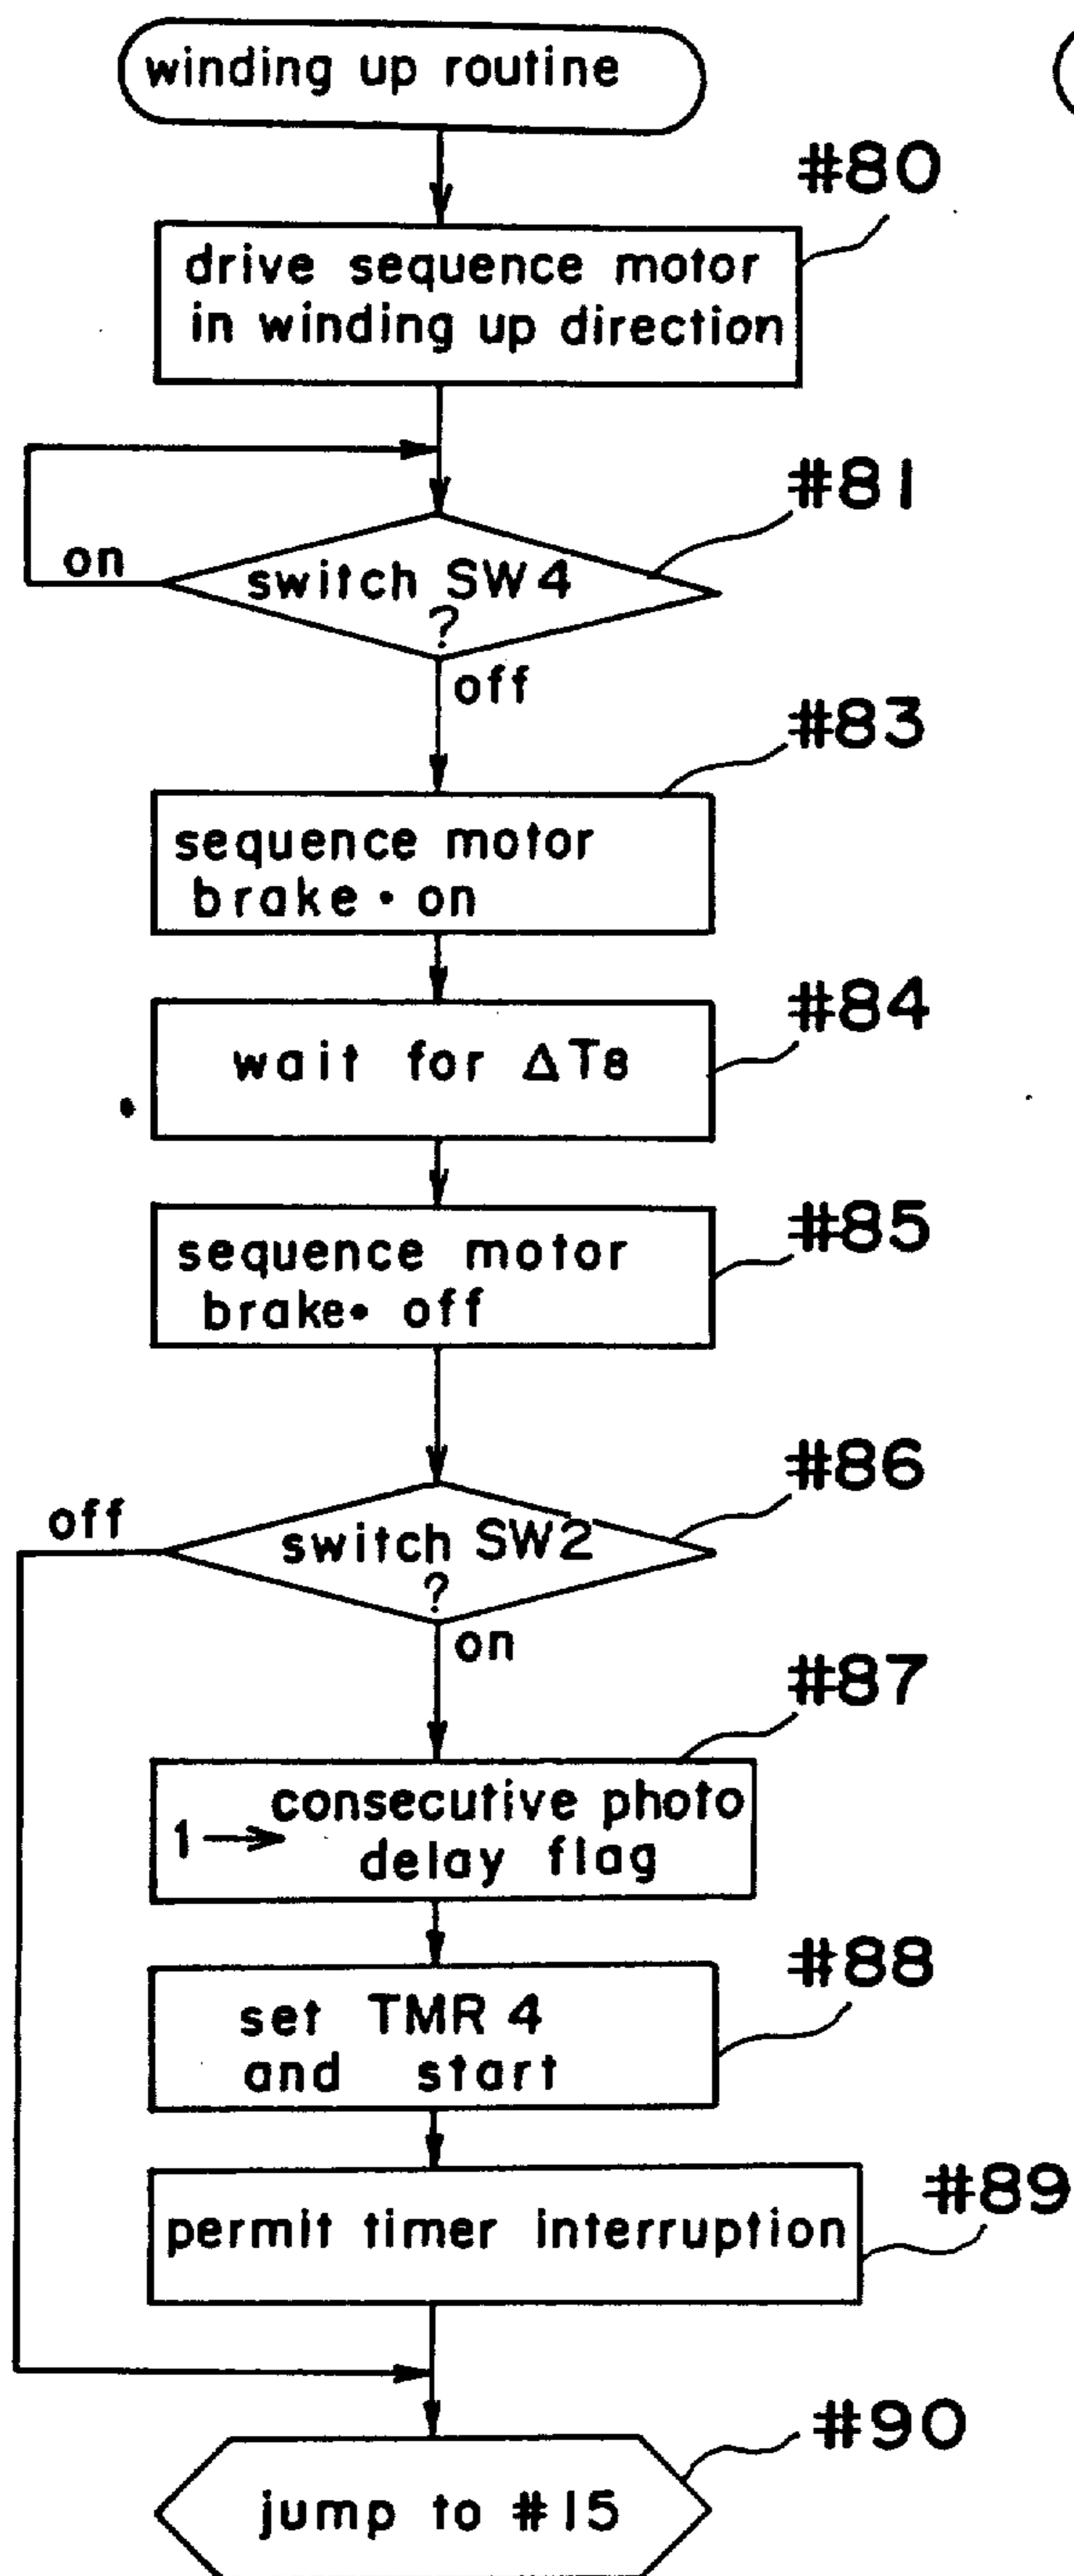 winding up routine
#80
drive sequence motor
in winding up direction
#81
on
switch SW4
?
off
#83
sequence motor
brake · on
#84
wait for ΔT8
#85
sequence motor
brake· off
#86
off
switch SW2
?
on
#87
1→ consecutive photo
delay flag
#88
set TMR 4
and start
#89
permit timer interruption
#90
jump to #15